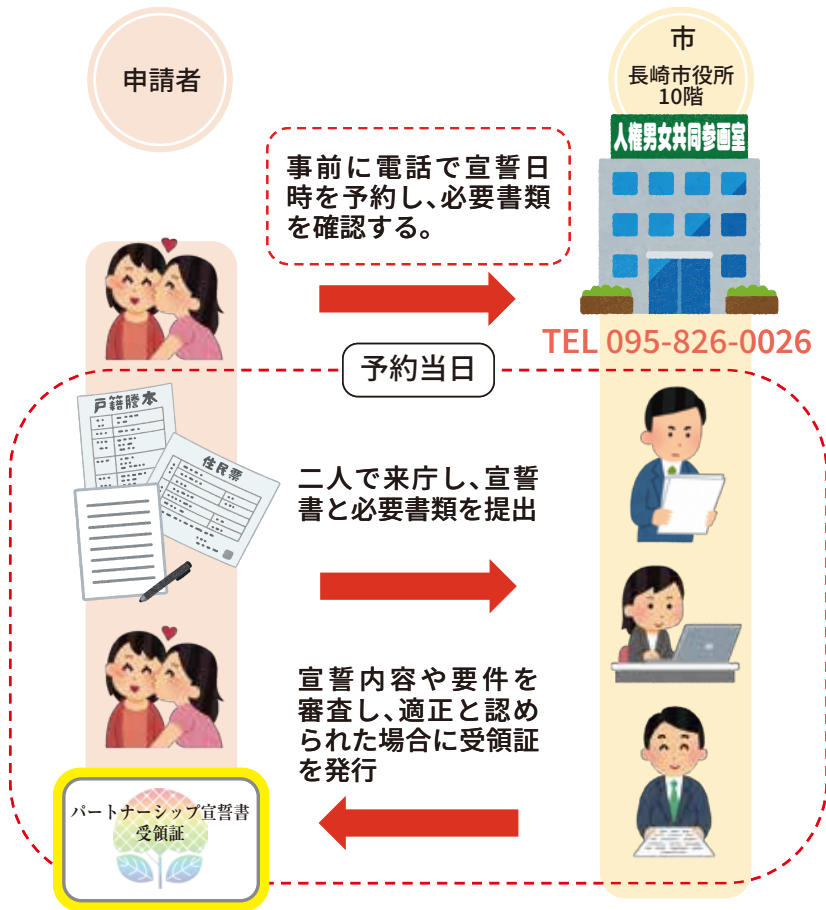 申請者
市
長崎市役所
10階
人権男女共同参画室
事前に電話で宣誓日
時を予約し、必要書類
を確認する。
TEL 095-826-0026
予約当日
戸籍謄本
住民票
二人で来庁し、宣誓
書と必要書類を提出
宣誓内容や要件を
審査し、適正と認め
られた場合に受領証
を発行
パートナーシップ宣誓書
受領証